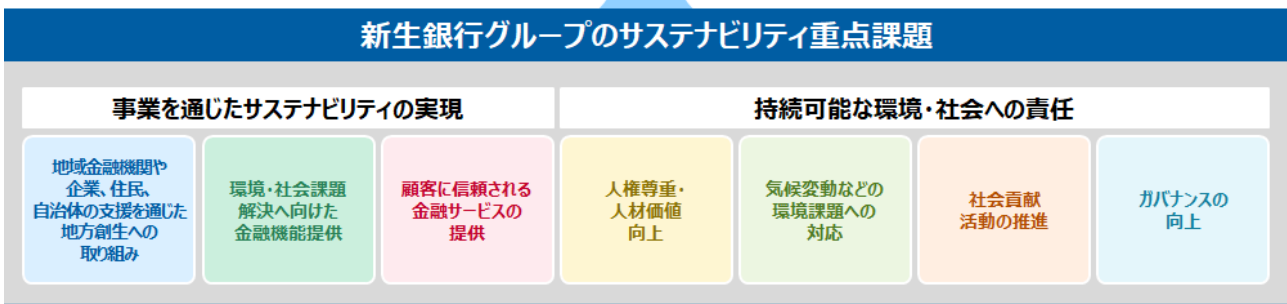 新生銀行グループのサステナビリティ重点課題
事業を通じたサステナビリティの実現
持続可能な環境・社会への責任
地域金融機関や
企業、住民、
自治体の支援を通じた
地方創生への
取り組み
環境・社会課題
解決へ向けた
金融機能提供
顧客に信頼される
金融サービスの
提供
人権尊重・
人材価値
向上
気候変動などの
環境課題への
対応
社会貢献
活動の推進
ガバナンスの
向上